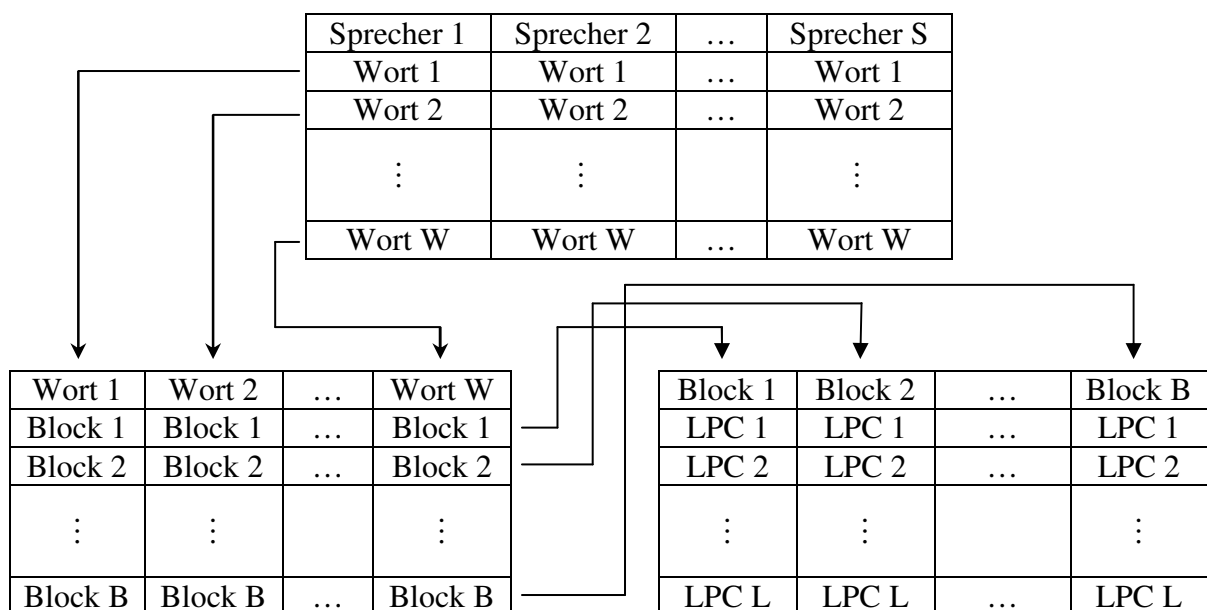 Sprecher 1 Sprecher 2 … Sprecher S
Wort 1 Wort 1 … Wort 1
Wort 2 Wort 2 … Wort 2
⋮ ⋮ ⋮
Wort W Wort W … Wort W
Wort 1 Wort 2 … Wort W
Block 1 Block 1 … Block 1
Block 2 Block 2 … Block 2
⋮ ⋮ ⋮
Block B Block B … Block B
Block 1 Block 2 … Block B
LPC 1 LPC 1 … LPC 1
LPC 2 LPC 2 … LPC 2
⋮ ⋮ ⋮
LPC L LPC L … LPC L